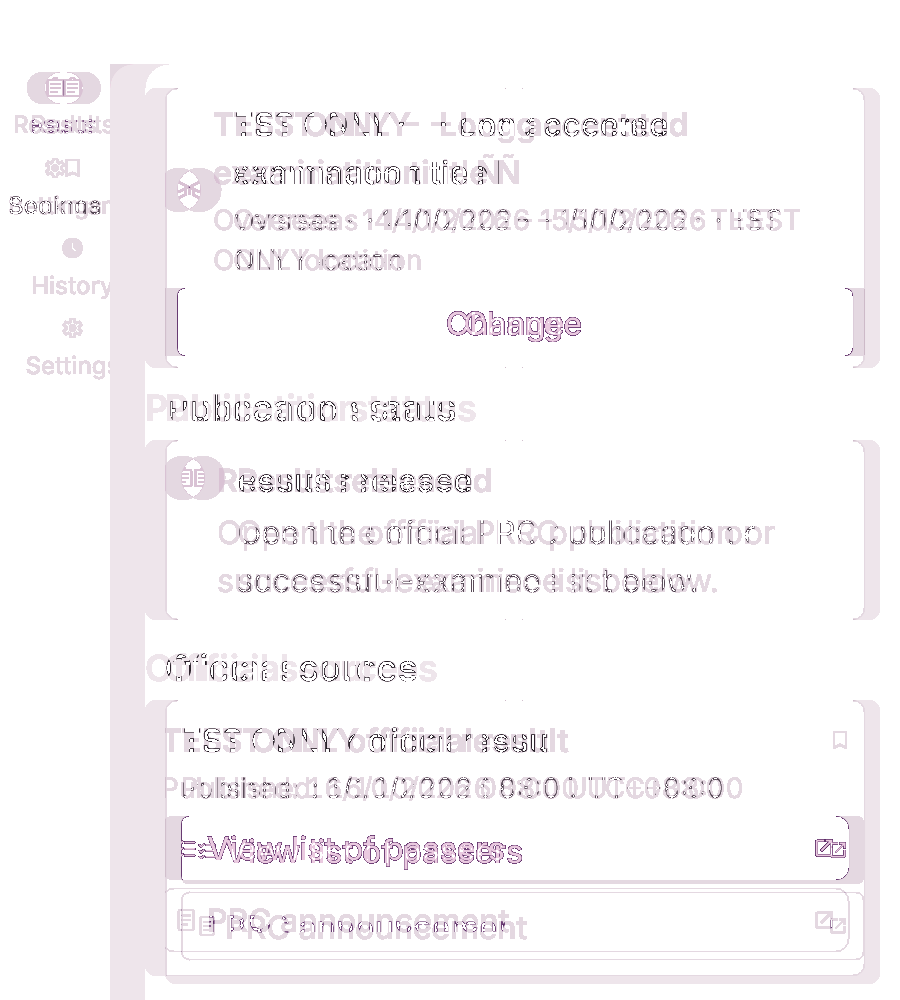 Results
Settings
History
Settings
TEST ONLY — Long accented
examination title Ñ
Overseas · 14/10/2026 – 15/10/2026 · TEST
ONLY location
Change
Publication status
Results released
Open the official PRC publication or
successful-examinee list below.
Official sources
TEST ONLY official result
Published: 16/10/2026 08:00 UTC+08:00
View list of passers
PRC announcement